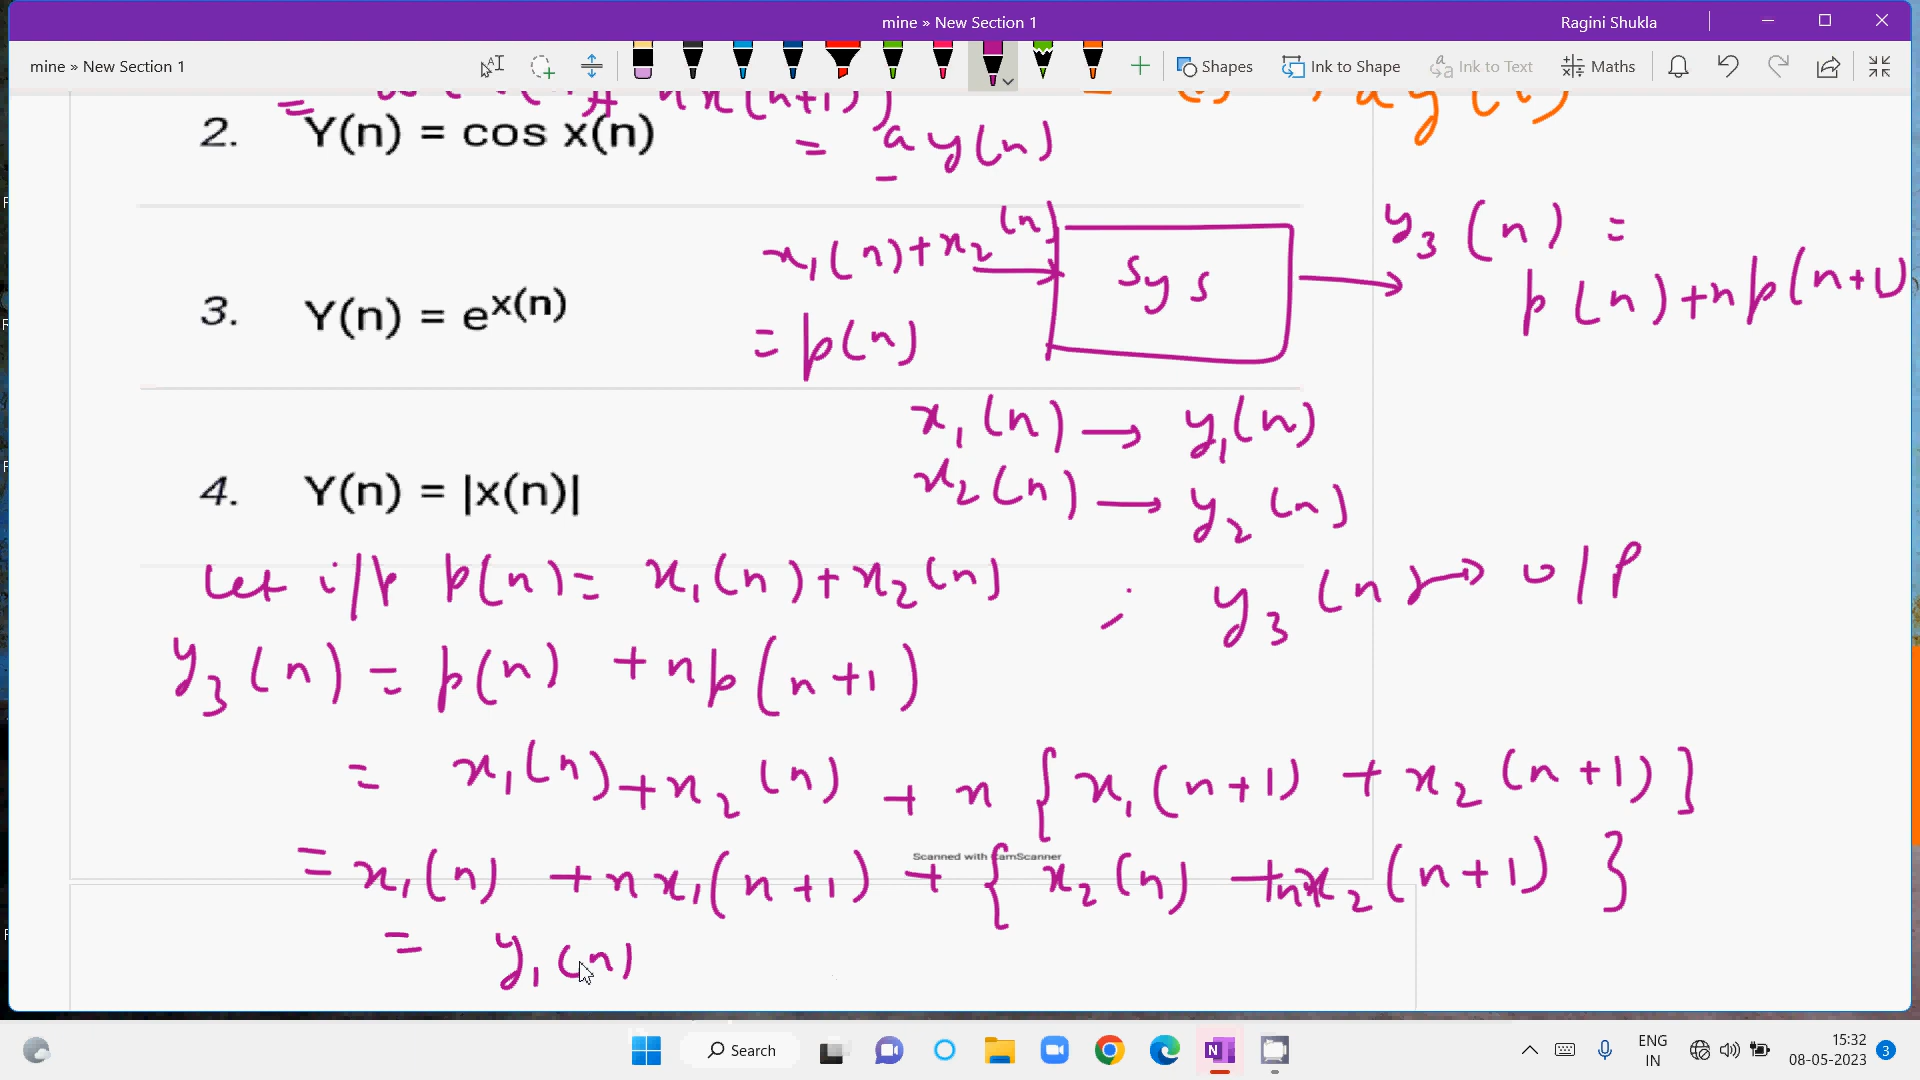 mine » New Section 1
Ragini Shukla
mine » New Section 1
Shapes
Ink to Shape
Ink to Text
Maths
2. Y(n) = cos x(n)
= a y(n)
3. Y(n) = e^x(n)
x₁(n)+x₂(n)
= p(n)
Sys
y₃(n) =
p(n)+np(n+1)
x₁(n) → y₁(n)
x₂(n) → y₂(n)
4. Y(n) = |x(n)|
Let i/p p(n) = x₁(n)+x₂(n) ; y₃(n) → o/p
y₃(n) = p(n) + np(n+1)
= x₁(n)+x₂(n) + n {x₁(n+1) + x₂(n+1)}
Scanned with CamScanner
= x₁(n) + nx₁(n+1) + {x₂(n) + nx₂(n+1)}
= y₁(n)
Search
ENG
IN
15:32
08-05-2023
3